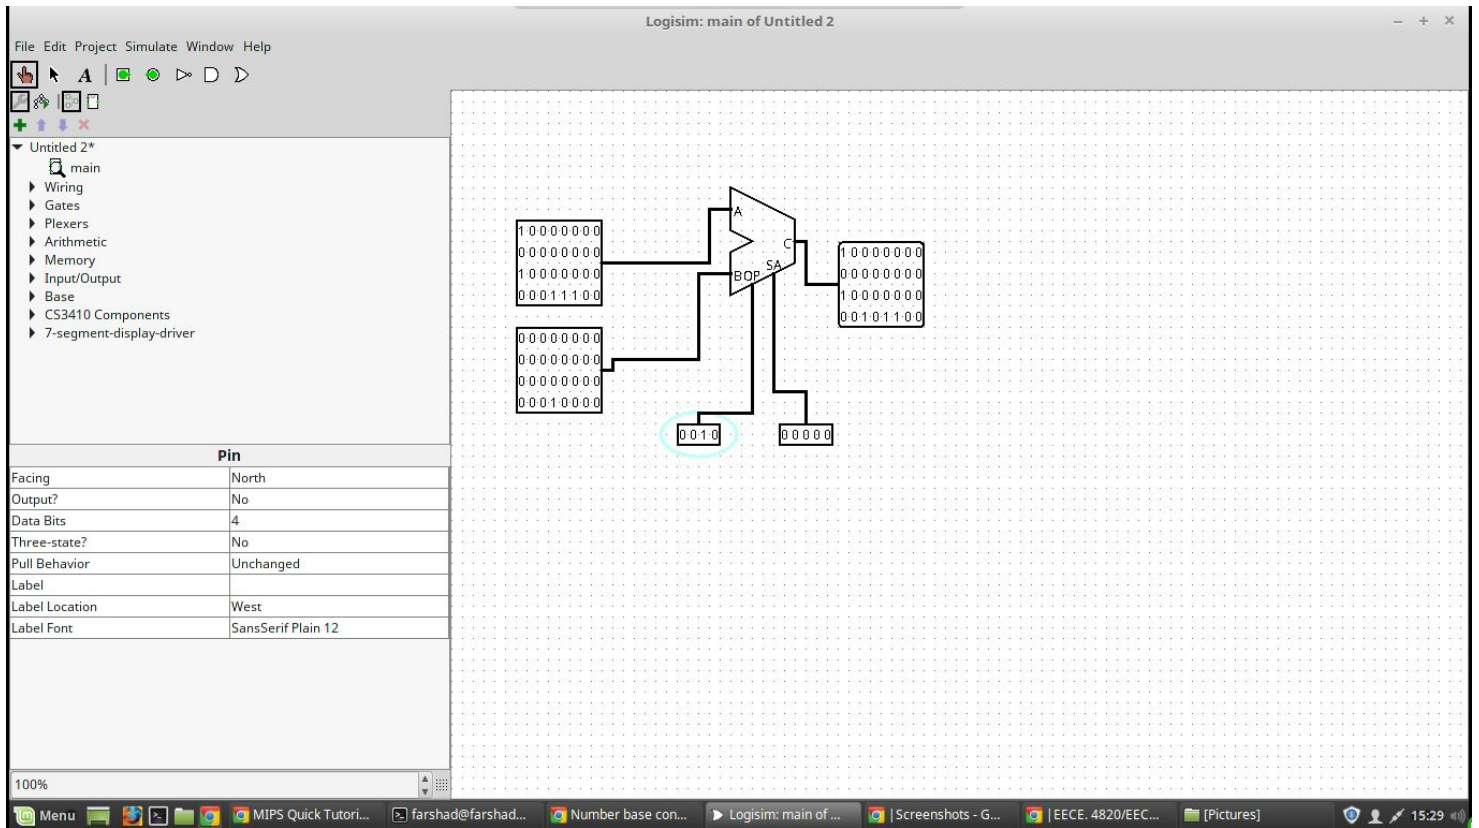 Logisim: main of Untitled 2
File Edit Project Simulate Window Help
A
Untitled 2*
main
Wiring
Gates
Plexers
Arithmetic
Memory
Input/Output
Base
CS3410 Components
7-segment-display-driver
Pin
Facing North
Output? No
Data Bits 4
Three-state? No
Pull Behavior Unchanged
Label
Label Location West
Label Font SansSerif Plain 12
100%
10000000
00000000
10000000
00011100
00000000
00000000
00000000
00010000
A
B OP SA C
10000000
00000000
10000000
00101100
0010
00000
Menu MIPS Quick Tutori... farshad@farshad... Number base con... Logisim: main of ... |Screenshots - G... |EECE. 4820/EEC... [Pictures] 15:29